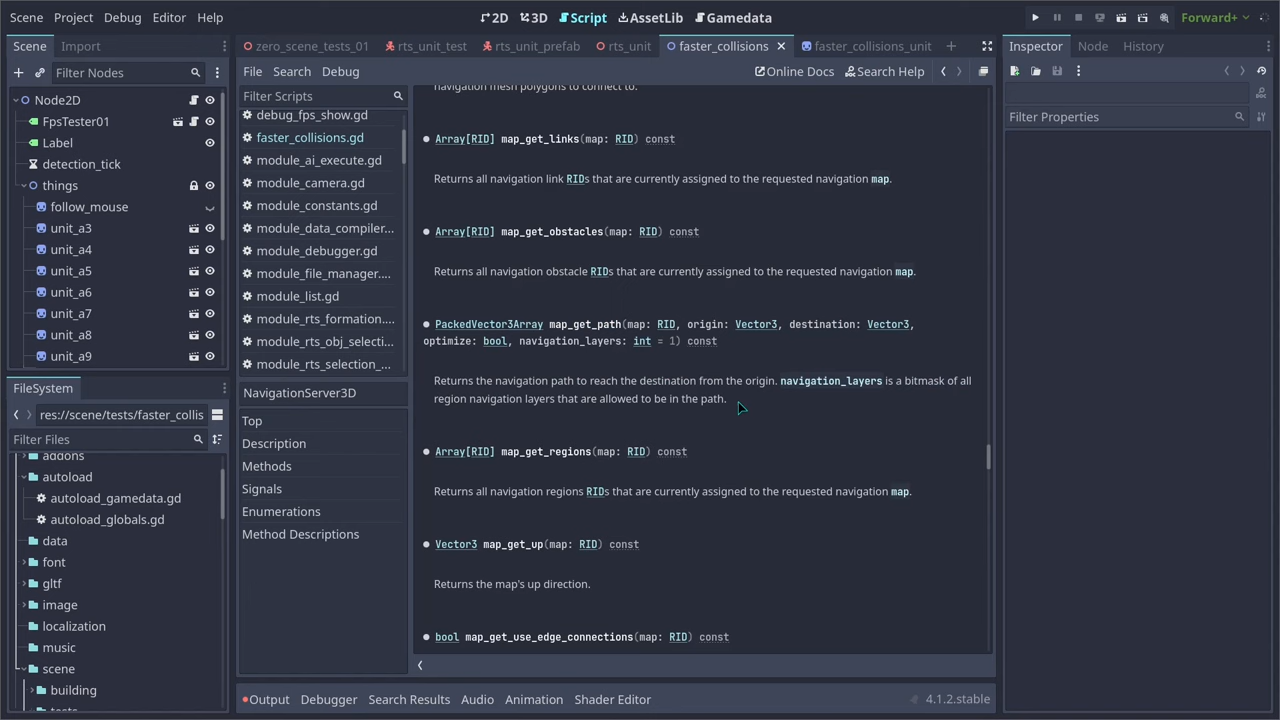 Scene Project Debug Editor Help
2D 3D Script AssetLib Gamedata
Forward+
Scene Import
zero_scene_tests_01 rts_unit_test rts_unit_prefab rts_unit faster_collisions faster_collisions_unit
Inspector Node History
Filter Nodes
File Search Debug
Online Docs Search Help
Filter Scripts
Filter Properties
Node2D
FpsTester01
Label
detection_tick
things
follow_mouse
unit_a3
unit_a4
unit_a5
unit_a6
unit_a7
unit_a8
unit_a9
FileSystem
res://scene/tests/faster_collis
Filter Files
addons
autoload
autoload_gamedata.gd
autoload_globals.gd
data
font
gltf
image
localization
music
scene
building
tests
debug_fps_show.gd
faster_collisions.gd
module_ai_execute.gd
module_camera.gd
module_constants.gd
module_data_compiler...
module_debugger.gd
module_file_manager....
module_list.gd
module_rts_formation....
module_rts_obj_selecti...
module_rts_selection_...
NavigationServer3D
Top
Description
Methods
Signals
Enumerations
Method Descriptions
navigation mesh polygons to connect to.
Array[RID] map_get_links(map: RID) const
Returns all navigation link RIDs that are currently assigned to the requested navigation map.
Array[RID] map_get_obstacles(map: RID) const
Returns all navigation obstacle RIDs that are currently assigned to the requested navigation map.
PackedVector3Array map_get_path(map: RID, origin: Vector3, destination: Vector3,
optimize: bool, navigation_layers: int = 1) const
Returns the navigation path to reach the destination from the origin. navigation_layers is a bitmask of all
region navigation layers that are allowed to be in the path.
Array[RID] map_get_regions(map: RID) const
Returns all navigation regions RIDs that are currently assigned to the requested navigation map.
Vector3 map_get_up(map: RID) const
Returns the map's up direction.
bool map_get_use_edge_connections(map: RID) const
Output Debugger Search Results Audio Animation Shader Editor
4.1.2.stable